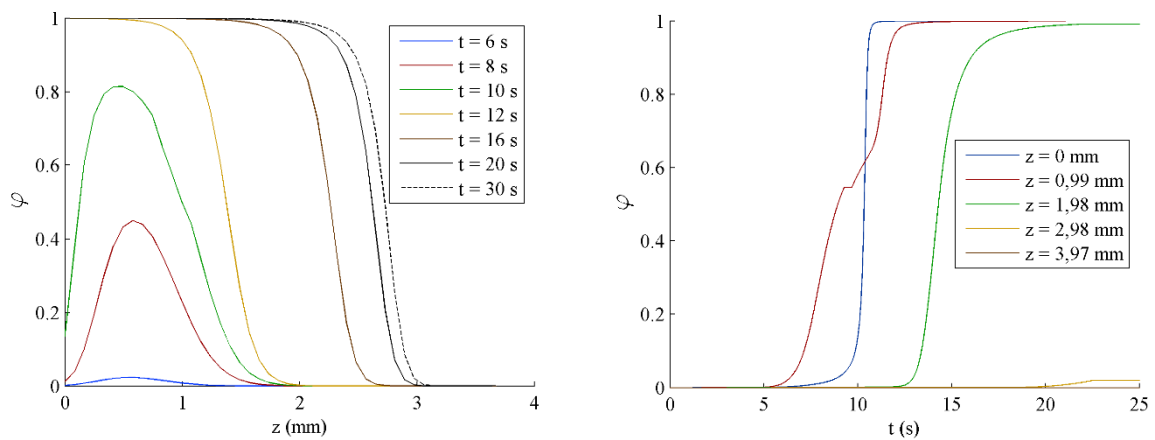 1
0.8
0.6
0.4
0.2
0
φ
0
1
2
3
4
z (mm)
t = 6 s
t = 8 s
t = 10 s
t = 12 s
t = 16 s
t = 20 s
t = 30 s
1
0.8
0.6
0.4
0.2
0
φ
0
5
10
15
20
25
t (s)
z = 0 mm
z = 0,99 mm
z = 1,98 mm
z = 2,98 mm
z = 3,97 mm